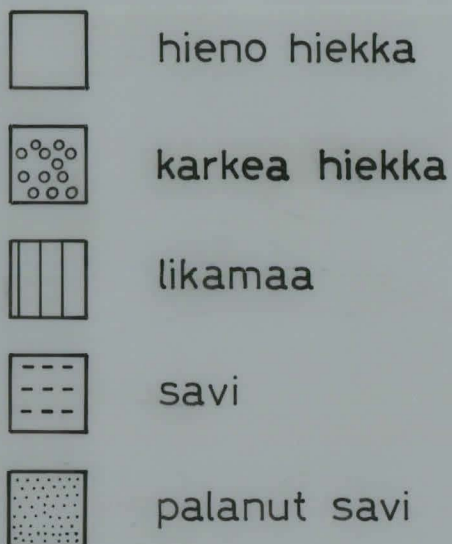 hieno hiekka
karkea hiekka
likamaa
savi
palanut savi